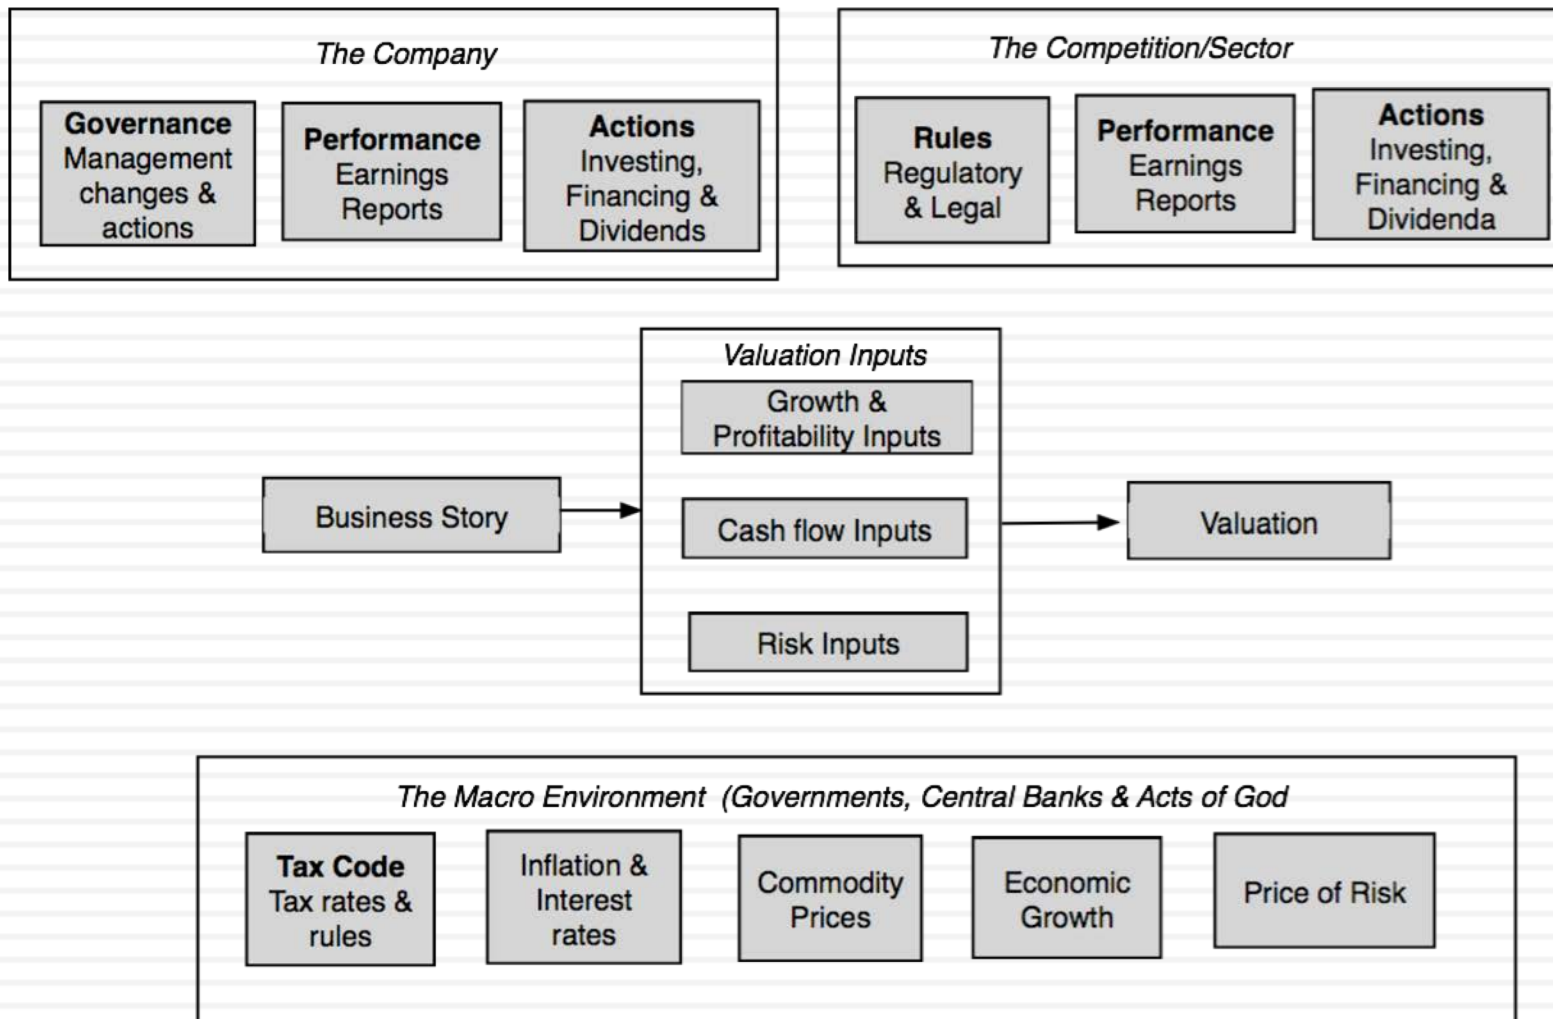 The Company
Governance
Management
changes &
actions
Performance
Earnings
Reports
Actions
Investing,
Financing &
Dividends
The Competition/Sector
Rules
Regulatory
& Legal
Performance
Earnings
Reports
Actions
Investing,
Financing &
Dividenda
Business Story
Valuation Inputs
Growth &
Profitability Inputs
Cash flow Inputs
Risk Inputs
Valuation
The Macro Environment  (Governments, Central Banks & Acts of God
Tax Code
Tax rates &
rules
Inflation &
Interest
rates
Commodity
Prices
Economic
Growth
Price of Risk